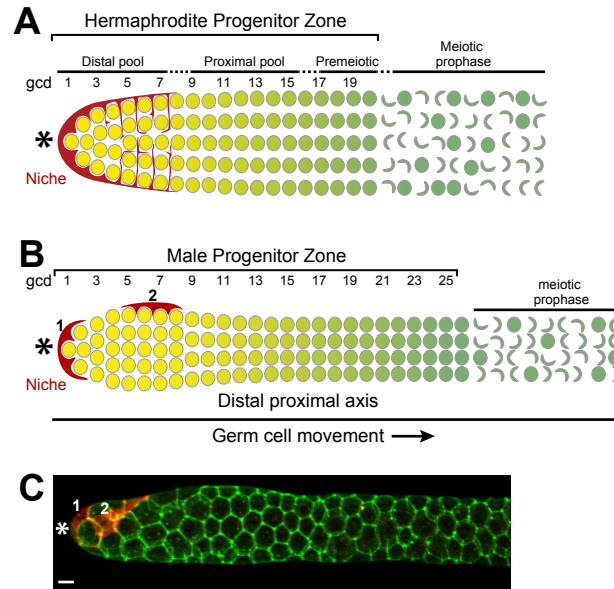 A
Hermaphrodite Progenitor Zone
Distal pool Proximal pool Premeiotic Meiotic prophase
gcd 1 3 5 7 9 11 13 15 17 19
*
Niche
B
Male Progenitor Zone
gcd 1 3 5 7 9 11 13 15 17 19 21 23 25
2
1
meiotic prophase
*
Niche
Distal proximal axis
Germ cell movement →
C
1
2
*